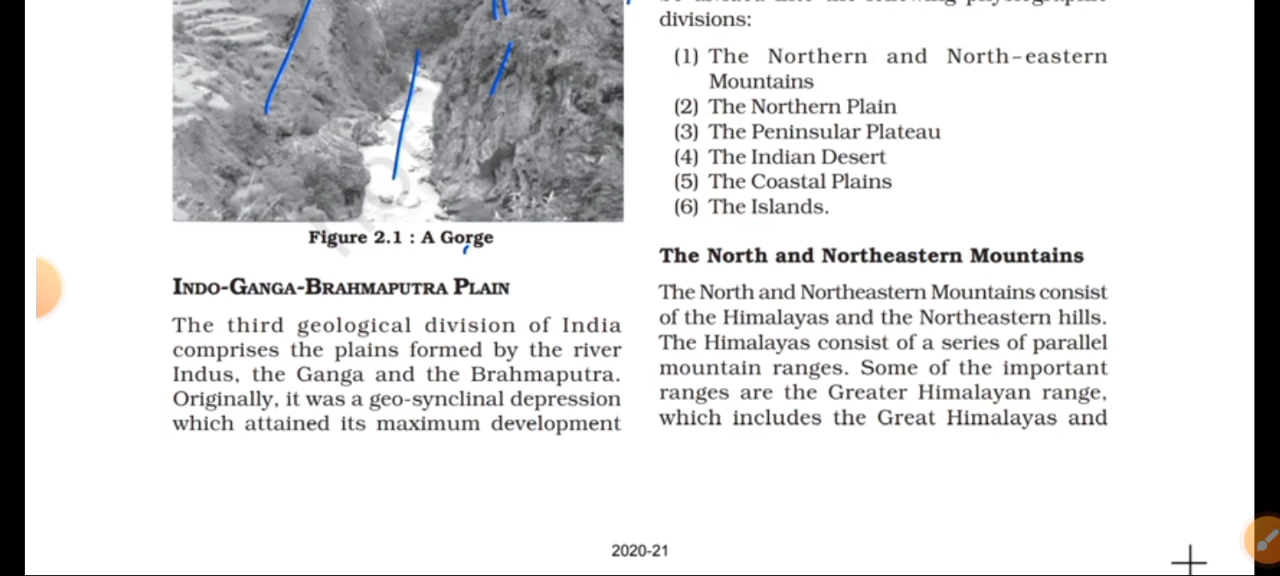 divisions:
(1) The Northern and North-eastern
Mountains
(2) The Northern Plain
(3) The Peninsular Plateau
(4) The Indian Desert
(5) The Coastal Plains
(6) The Islands.
Figure 2.1 : A Gorge
INDO-GANGA-BRAHMAPUTRA PLAIN
The third geological division of India
comprises the plains formed by the river
Indus, the Ganga and the Brahmaputra.
Originally, it was a geo-synclinal depression
which attained its maximum development
The North and Northeastern Mountains
The North and Northeastern Mountains consist
of the Himalayas and the Northeastern hills.
The Himalayas consist of a series of parallel
mountain ranges. Some of the important
ranges are the Greater Himalayan range,
which includes the Great Himalayas and
2020-21